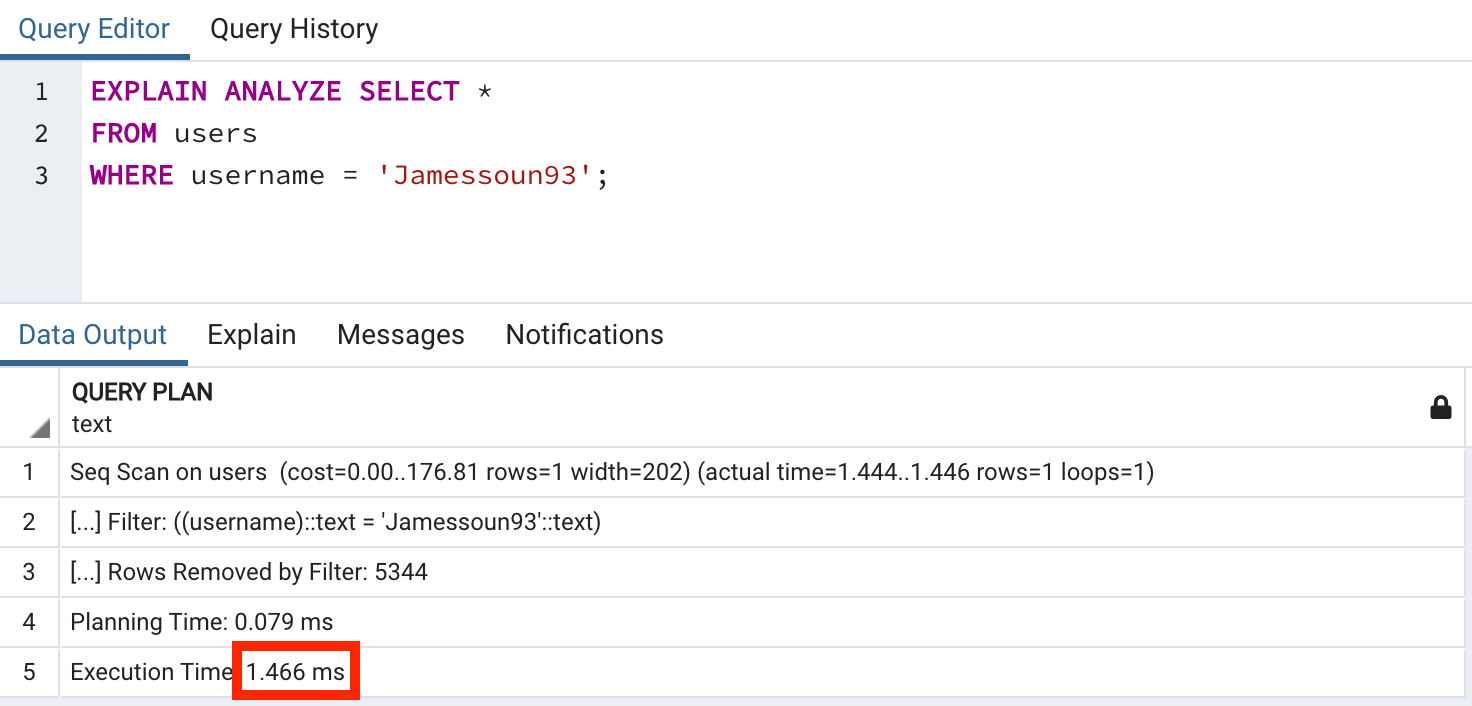 Query Editor Query History
1 EXPLAIN ANALYZE SELECT *
2 FROM users
3 WHERE username = 'Jamessoun93';
Data Output Explain Messages Notifications
QUERY PLAN
text
1 Seq Scan on users (cost=0.00..176.81 rows=1 width=202) (actual time=1.444..1.446 rows=1 loops=1)
2 [...] Filter: ((username)::text = 'Jamessoun93'::text)
3 [...] Rows Removed by Filter: 5344
4 Planning Time: 0.079 ms
5 Execution Time 1.466 ms